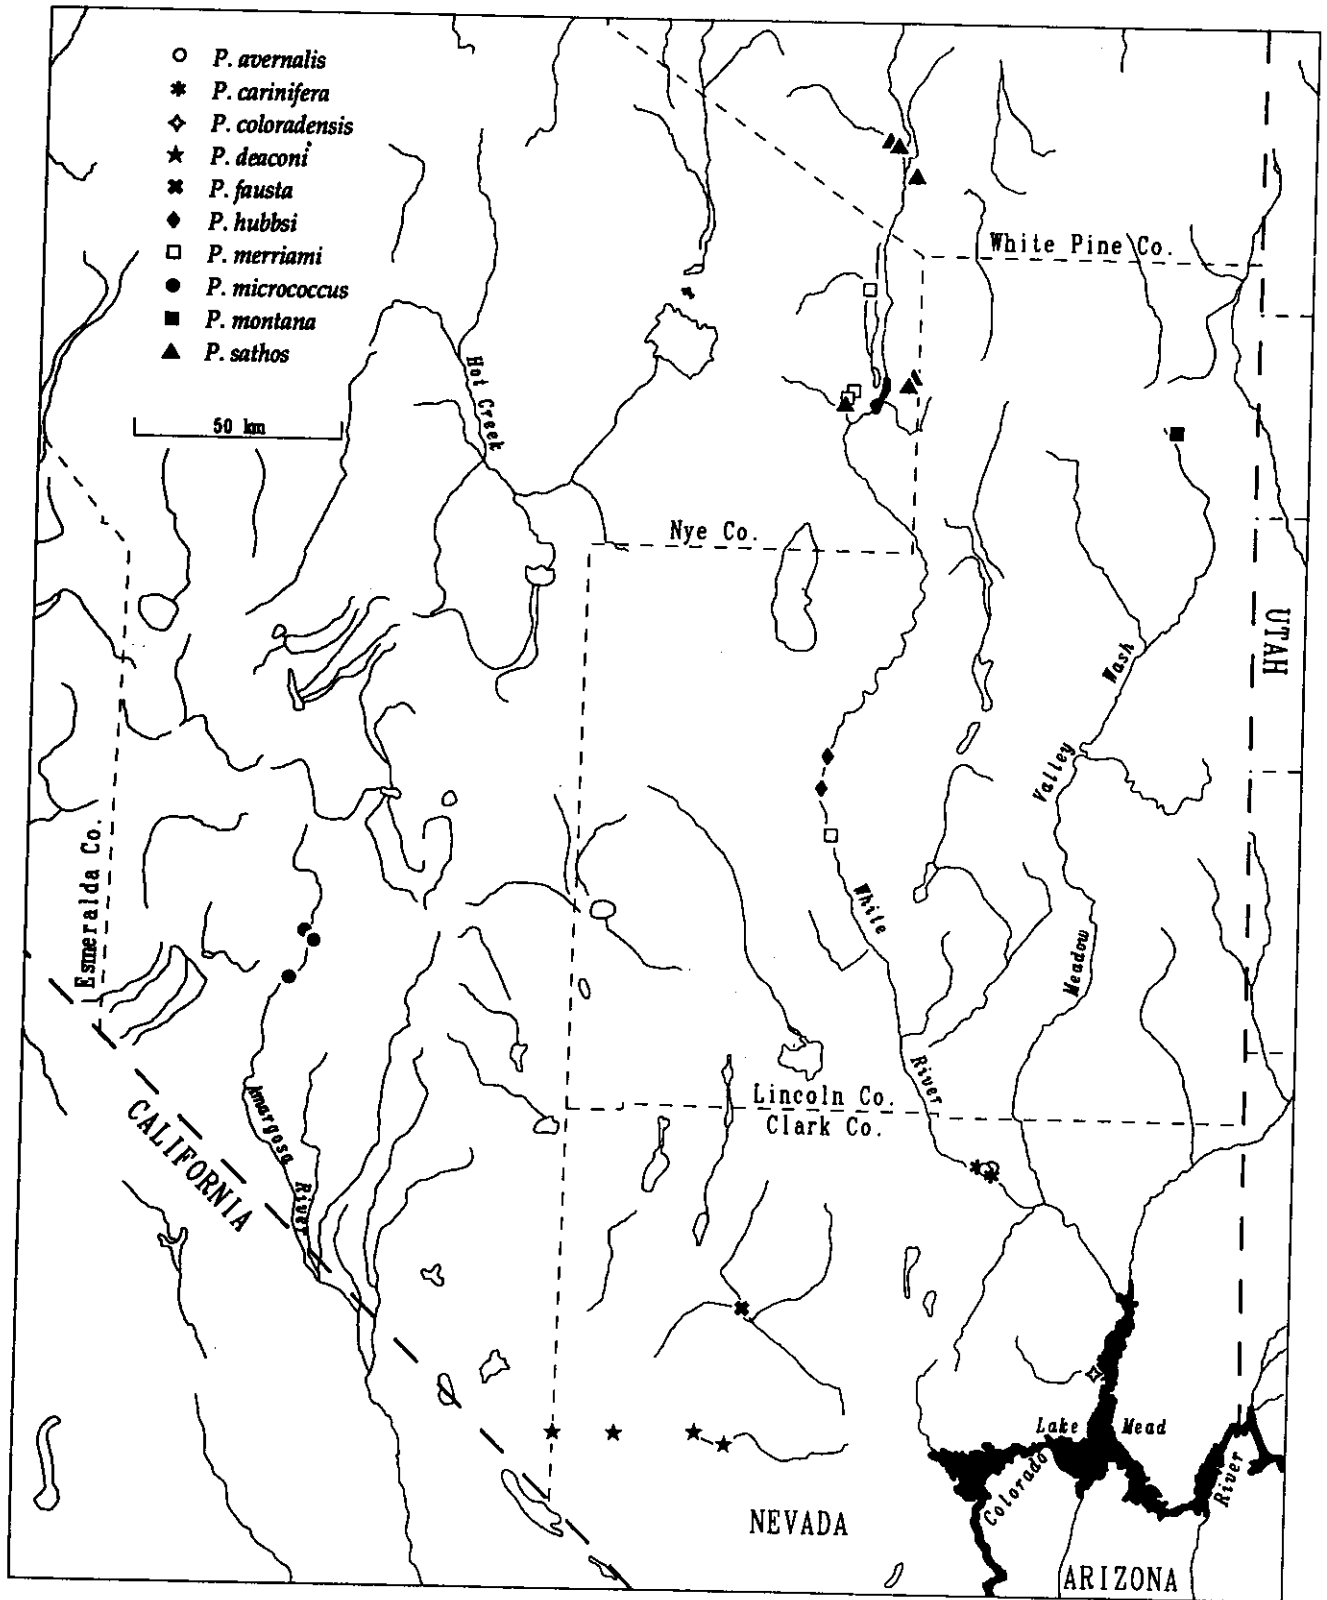 P. avernalis
P. carinifera
P. coloradensis
P. deaconi
P. fausta
P. hubbsi
P. merriami
P. micrococcus
P. montana
P. sathos
50 km
White Pine Co.
Hot Creek
Nye Co.
UTAH
Wash
Valley
Meadow
Esmeralda Co.
White
River
Lincoln Co.
Clark Co.
Amargosa
River
CALIFORNIA
Lake Mead
Colorado
River
NEVADA
ARIZONA